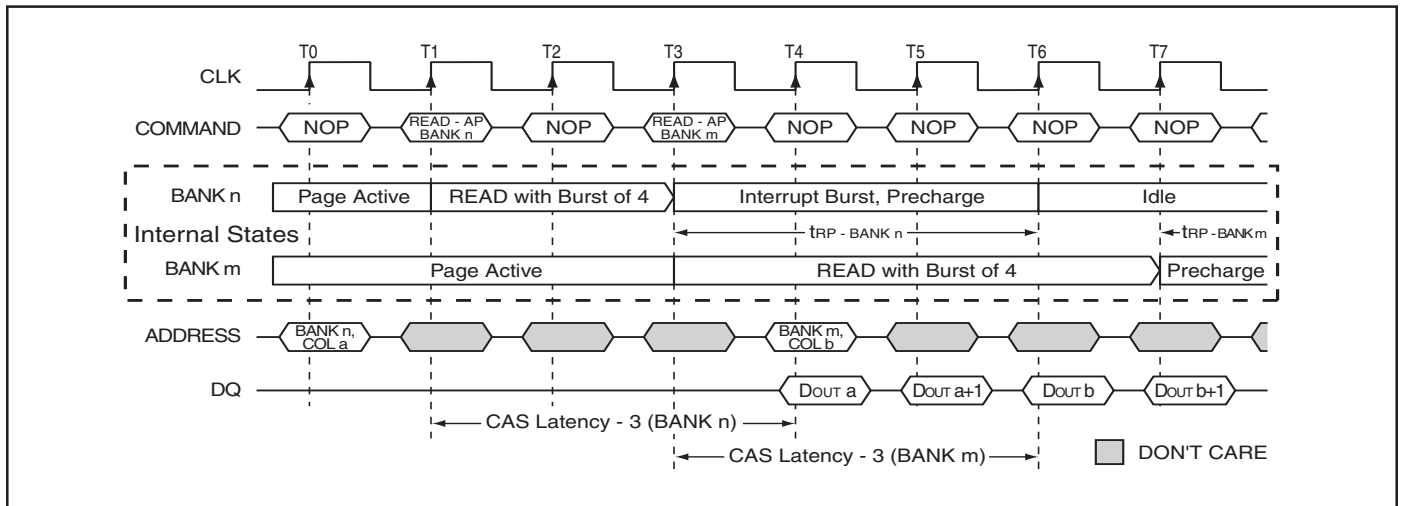 T0 T1 T2 T3 T4 T5 T6 T7
CLK
COMMAND NOP READ - AP BANK n NOP READ - AP BANK m NOP NOP NOP NOP
BANK n Page Active READ with Burst of 4 Interrupt Burst, Precharge Idle
Internal States tRP - BANK n tRP - BANK m
BANK m Page Active READ with Burst of 4 Precharge
ADDRESS BANK n, COL a BANK m, COL b
DQ DOUT a DOUT a+1 DOUT b DOUT b+1
CAS Latency - 3 (BANK n)
CAS Latency - 3 (BANK m) DON'T CARE